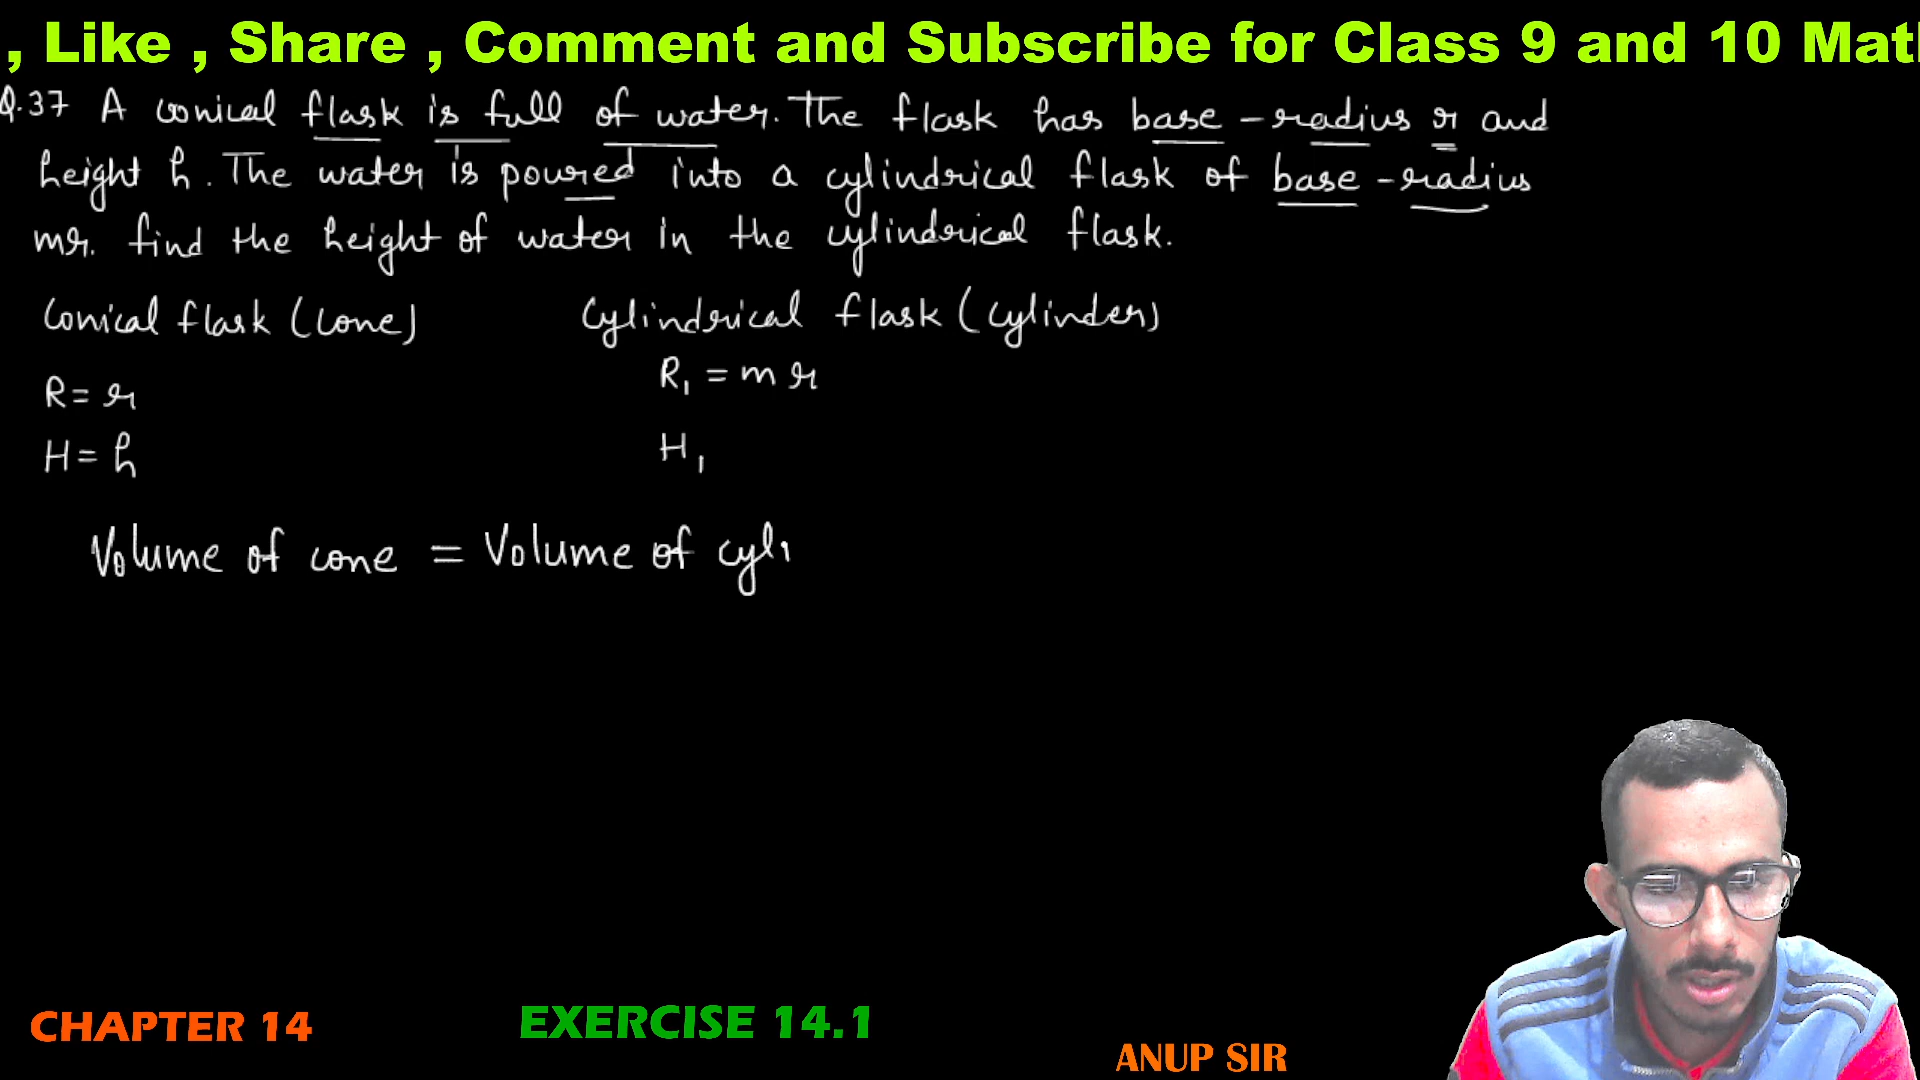 , Like , Share , Comment and Subscribe for Class 9 and 10 Mat
Q.37 A conical flask is full of water. The flask has base - radius r and
height h. The water is poured into a cylindrical flask of base - radius
mr. find the height of water in the cylindrical flask.
Conical flask (cone)
Cylindrical flask (cylinder)
R = r
R₁ = m r
H = h
H₁
Volume of cone = Volume of cyli
CHAPTER 14
EXERCISE 14.1
ANUP SIR